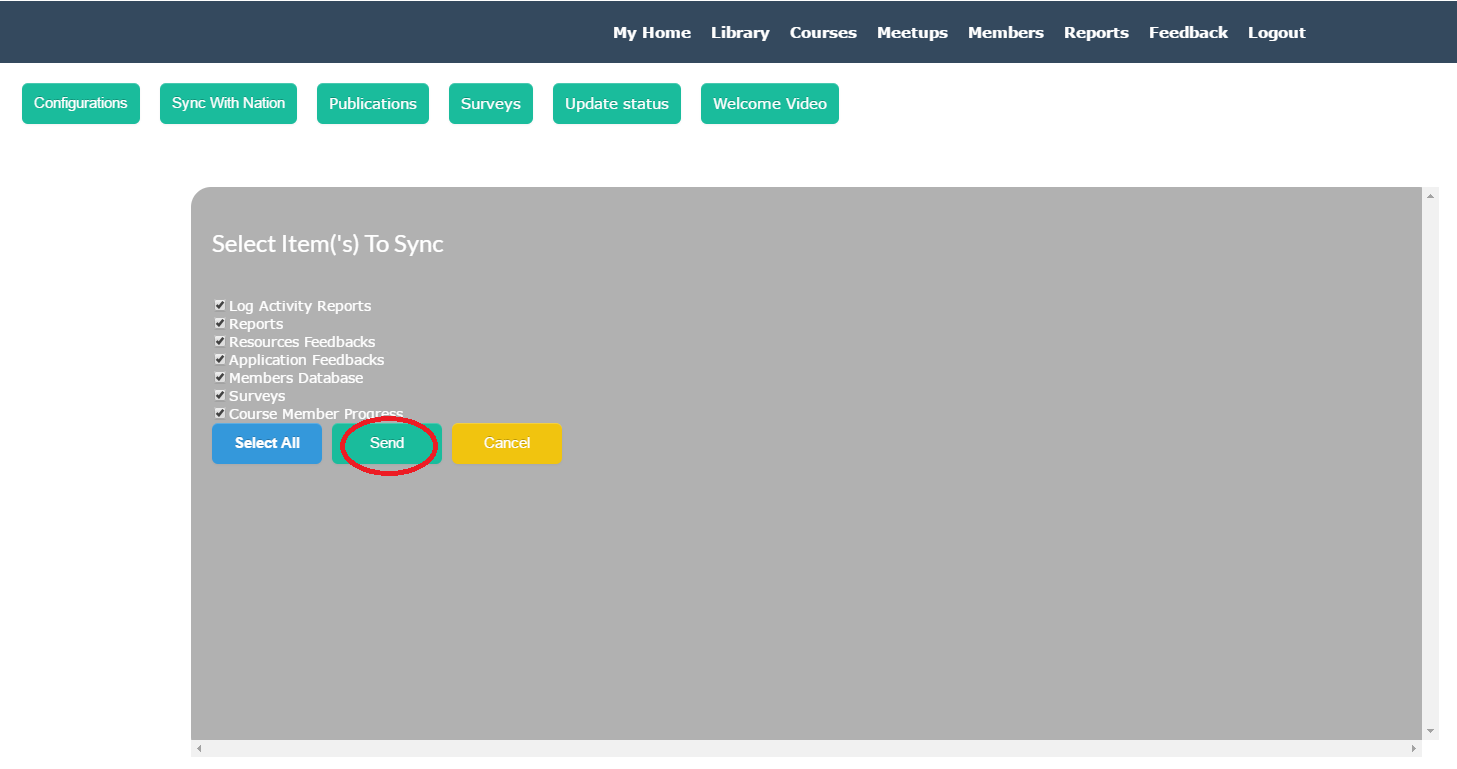 My Home Library Courses Meetups Members Reports Feedback Logout
Configurations Sync With Nation Publications Surveys Update status Welcome Video
Select Item('s) To Sync
Log Activity Reports
Reports
Resources Feedbacks
Application Feedbacks
Members Database
Surveys
Course Member Progress
Select All Send Cancel